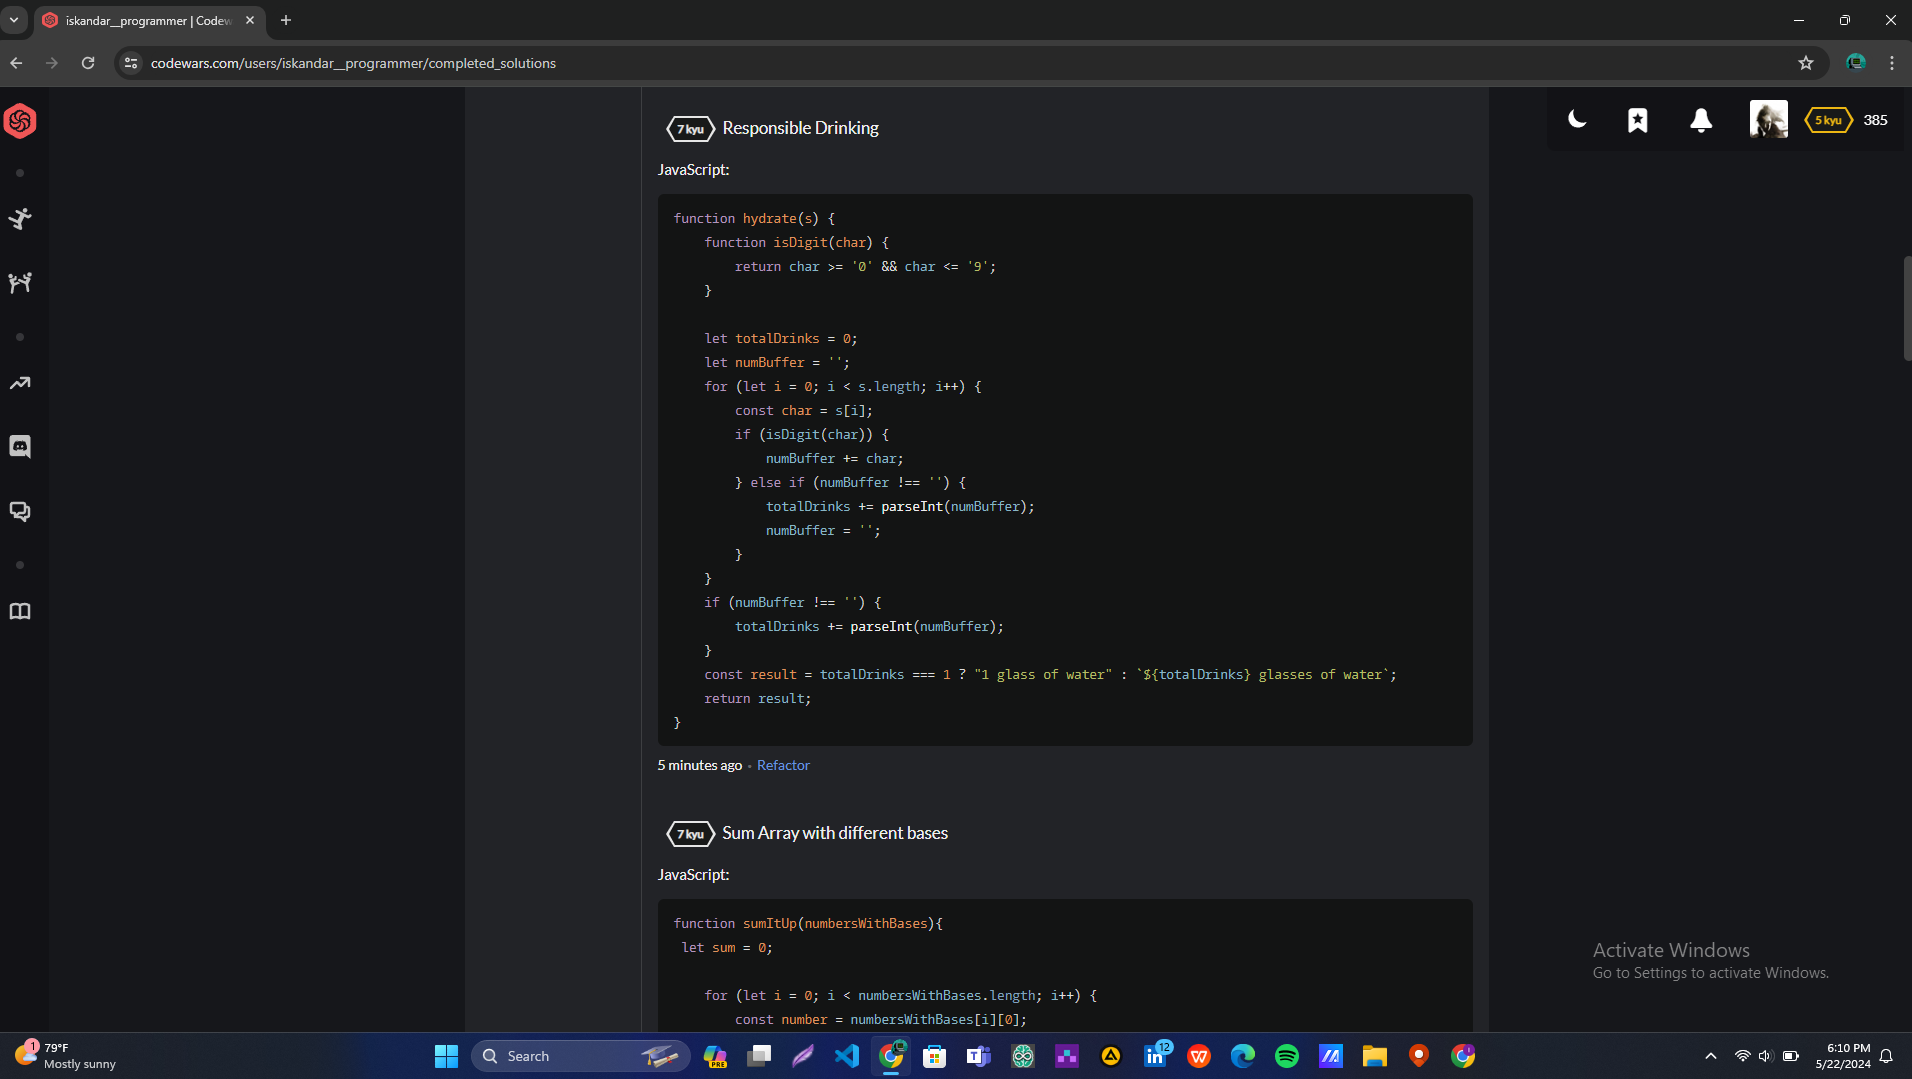 iskandar__programmer | Codew
codewars.com/users/iskandar__programmer/completed_solutions
5 kyu
385
7 kyu
Responsible Drinking
JavaScript:
function hydrate(s) {
    function isDigit(char) {
        return char >= '0' && char <= '9';
    }
    let totalDrinks = 0;
    let numBuffer = '';
    for (let i = 0; i < s.length; i++) {
        const char = s[i];
        if (isDigit(char)) {
            numBuffer += char;
        } else if (numBuffer !== '') {
            totalDrinks += parseInt(numBuffer);
            numBuffer = '';
        }
    }
    if (numBuffer !== '') {
        totalDrinks += parseInt(numBuffer);
    }
    const result = totalDrinks === 1 ? "1 glass of water" : `${totalDrinks} glasses of water`;
    return result;
}
5 minutes ago • Refactor
7 kyu
Sum Array with different bases
JavaScript:
function sumItUp(numbersWithBases){
 let sum = 0;
    for (let i = 0; i < numbersWithBases.length; i++) {
        const number = numbersWithBases[i][0];
Activate Windows
Go to Settings to activate Windows.
1
79°F
Mostly sunny
Search
PRE
12
6:10 PM
5/22/2024